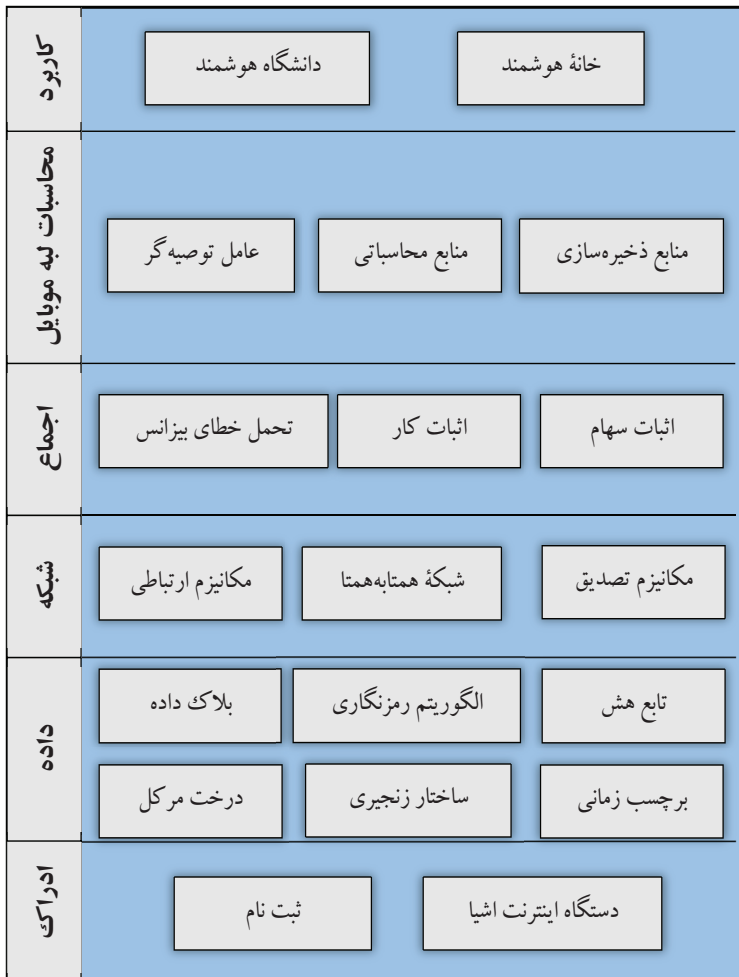 کاربرد
خانهٔ هوشمند
دانشگاه هوشمند
محاسبات لبه موبایل
منابع ذخیره‌سازی
منابع محاسباتی
عامل توصیه‌گر
اجماع
اثبات سهام
اثبات کار
تحمل خطای بیزانس
شبکه
مکانیزم تصدیق
شبکهٔ همتابه‌همتا
مکانیزم ارتباطی
داده
تابع هش
الگوریتم رمزنگاری
بلاک داده
برچسب زمانی
ساختار زنجیری
درخت مرکل
ادراک
دستگاه اینترنت اشیا
ثبت نام